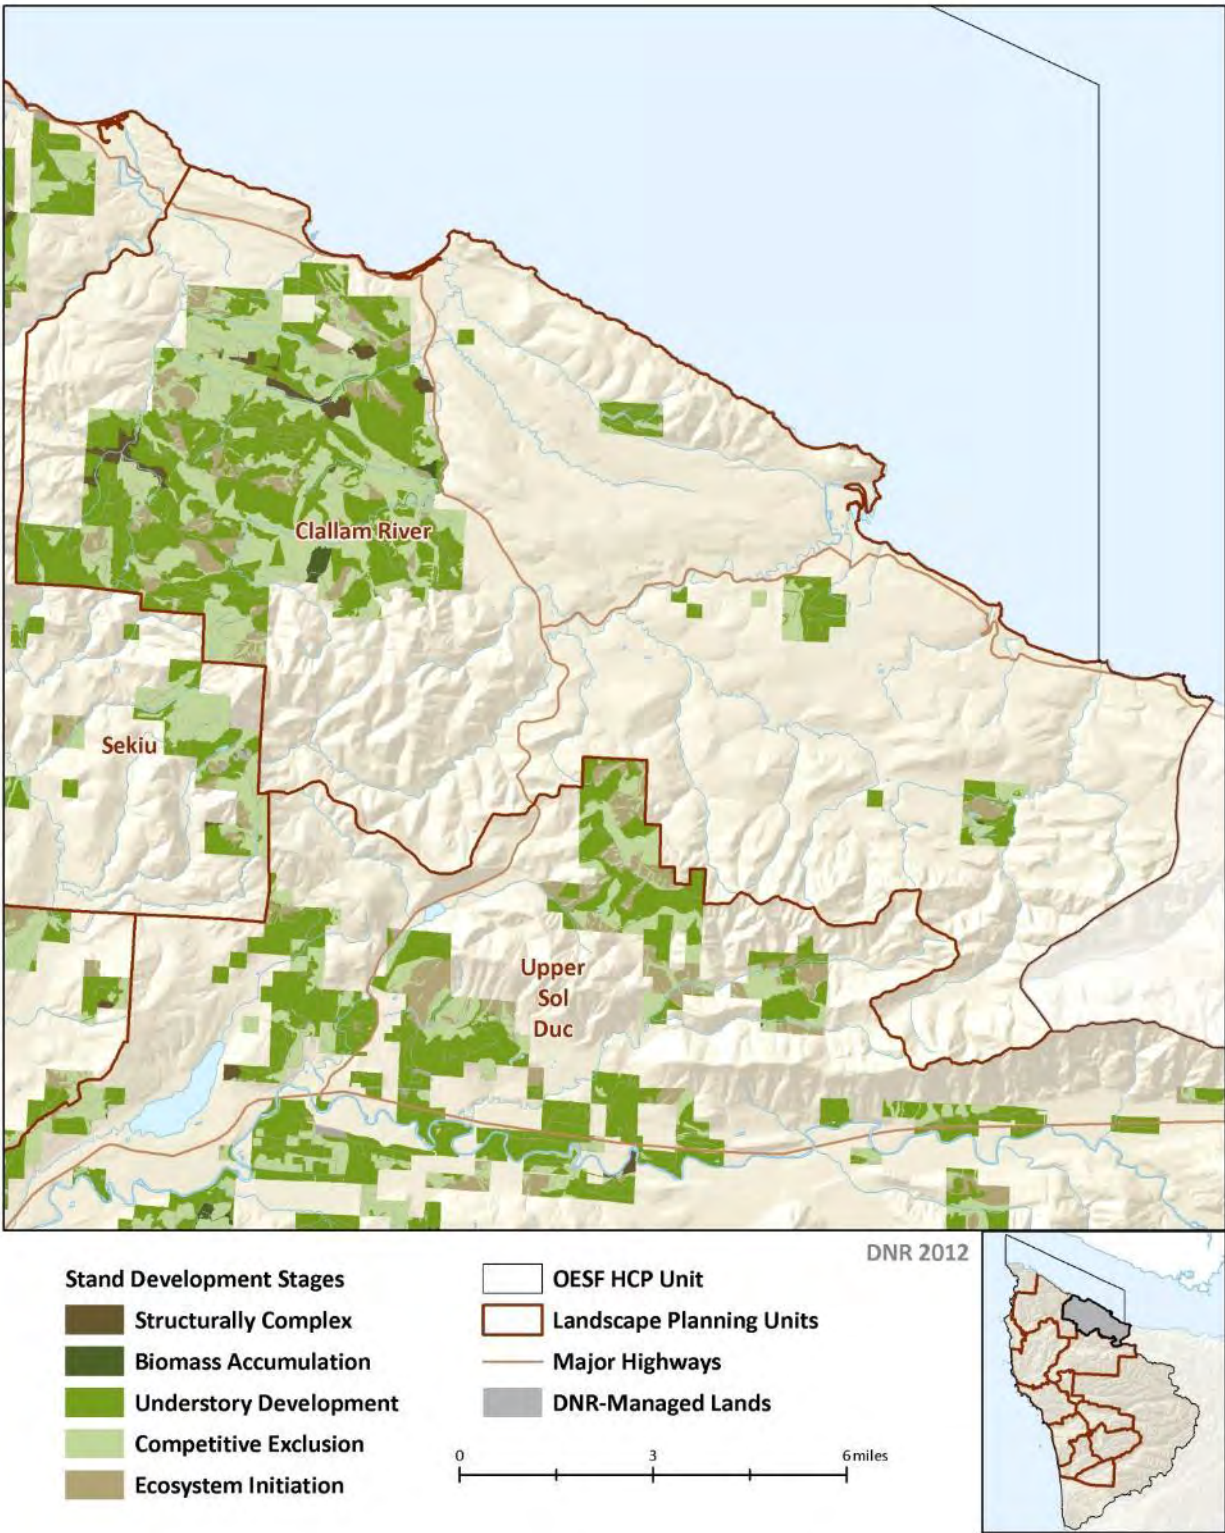 Clallam River
Sekiu
Upper
Sol
Duc
DNR 2012
Stand Development Stages
Structurally Complex
Biomass Accumulation
Understory Development
Competitive Exclusion
Ecosystem Initiation
OESF HCP Unit
Landscape Planning Units
Major Highways
DNR-Managed Lands
0 3 6 miles